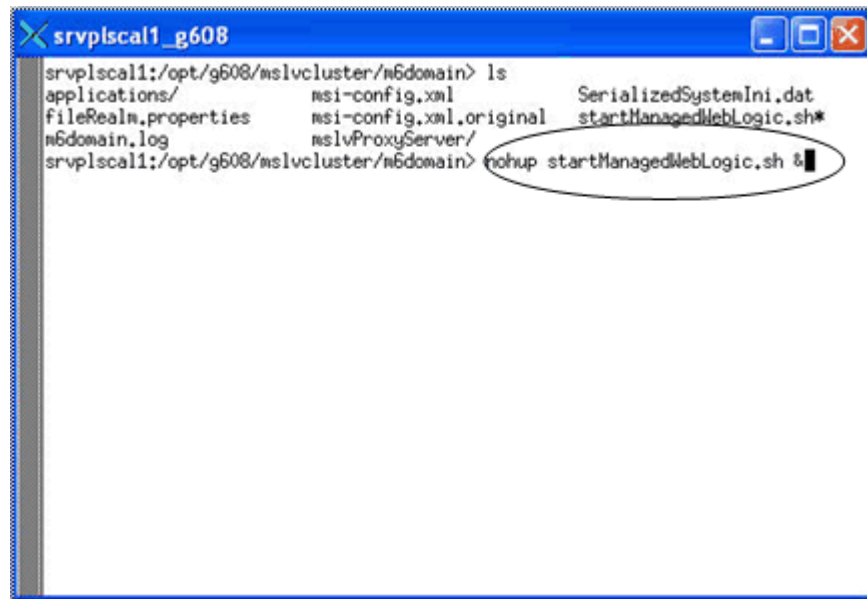 srvplscal1_g608
srvplscal1:/opt/g608/mslvcluster/m6domain> ls
applications/ msi-config.xml SerializedSystemIni.dat
fileRealm.properties msi-config.xml.original startManagedWebLogic.sh*
m6domain.log mslvProxyServer/
srvplscal1:/opt/g608/mslvcluster/m6domain> nohup startManagedWebLogic.sh &